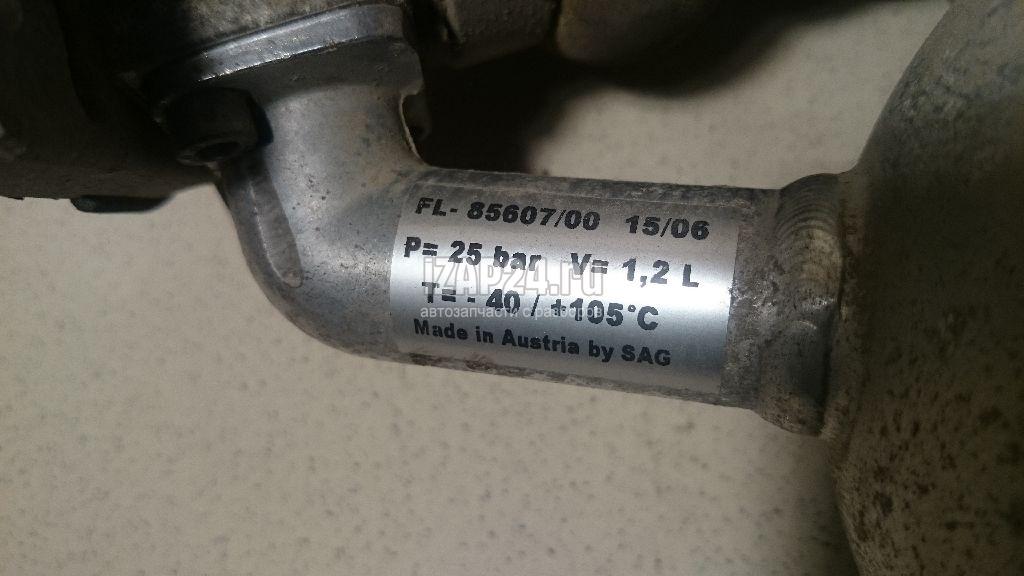 FL- 85607/00 15/06
P= 25 bar V= 1,2 L
iZAP24.ru
T= - 40 / +105°C
автозапчасти с разборов
Made in Austria by SAG